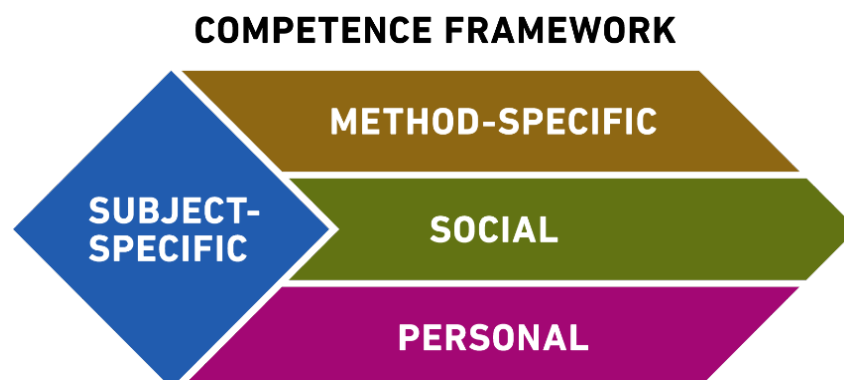 COMPETENCE FRAMEWORK
METHOD-SPECIFIC
SUBJECT-
SPECIFIC
SOCIAL
PERSONAL